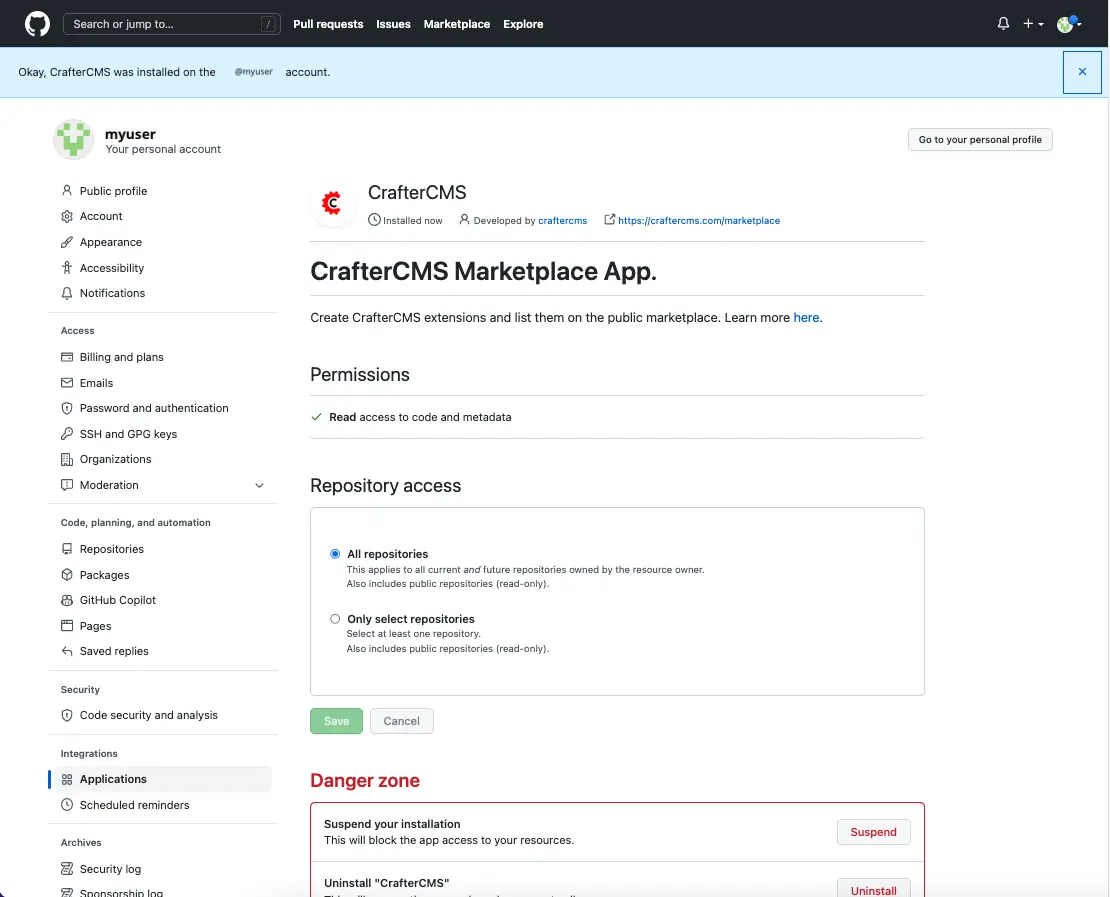 Search or jump to… /
Pull requests Issues Marketplace Explore
Okay, CrafterCMS was installed on the @myuser account.
myuser
Your personal account
Go to your personal profile
Public profile
Account
Appearance
Accessibility
Notifications
Access
Billing and plans
Emails
Password and authentication
SSH and GPG keys
Organizations
Moderation
Code, planning, and automation
Repositories
Packages
GitHub Copilot
Pages
Saved replies
Security
Code security and analysis
Integrations
Applications
Scheduled reminders
Archives
Security log
Sponsorship log
CrafterCMS
Installed now Developed by craftercms https://craftercms.com/marketplace
CrafterCMS Marketplace App.
Create CrafterCMS extensions and list them on the public marketplace. Learn more here.
Permissions
Read access to code and metadata
Repository access
All repositories
This applies to all current and future repositories owned by the resource owner.
Also includes public repositories (read-only).
Only select repositories
Select at least one repository.
Also includes public repositories (read-only).
Save Cancel
Danger zone
Suspend your installation
This will block the app access to your resources.
Suspend
Uninstall "CrafterCMS"
Uninstall